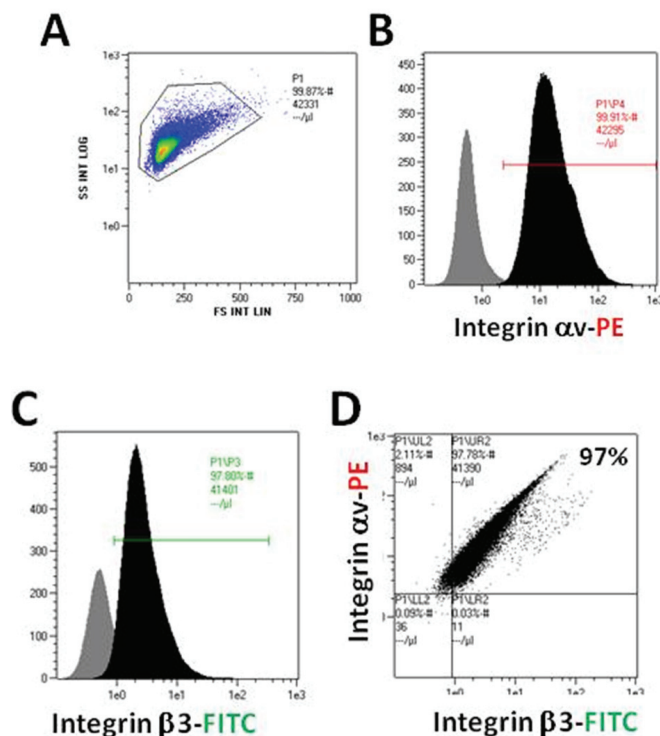 A
1e3
1e2
1e1
1e0
SS INT LOG
0
250
500
750
1000
FS INT LIN
P1
99.87%-#
42331
---/µl
B
450
400
350
300
250
200
150
100
50
0
1e0
1e1
1e2
1e3
P1\P4
99.91%-#
42295
---/µl
Integrin αv-PE
C
500
400
300
200
100
0
1e0
1e1
1e2
1e3
P1\P3
97.80%-#
41401
---/µl
Integrin β3-FITC
D
1e3
P1\UL2
2.11%-#
894
---/µl
P1\UR2
97.78%-#
41390
---/µl
97%
P1\LL2
0.09%-#
36
---/µl
P1\LR2
0.03%-#
11
---/µl
1e0
1e1
1e2
1e3
Integrin αv-PE
Integrin β3-FITC